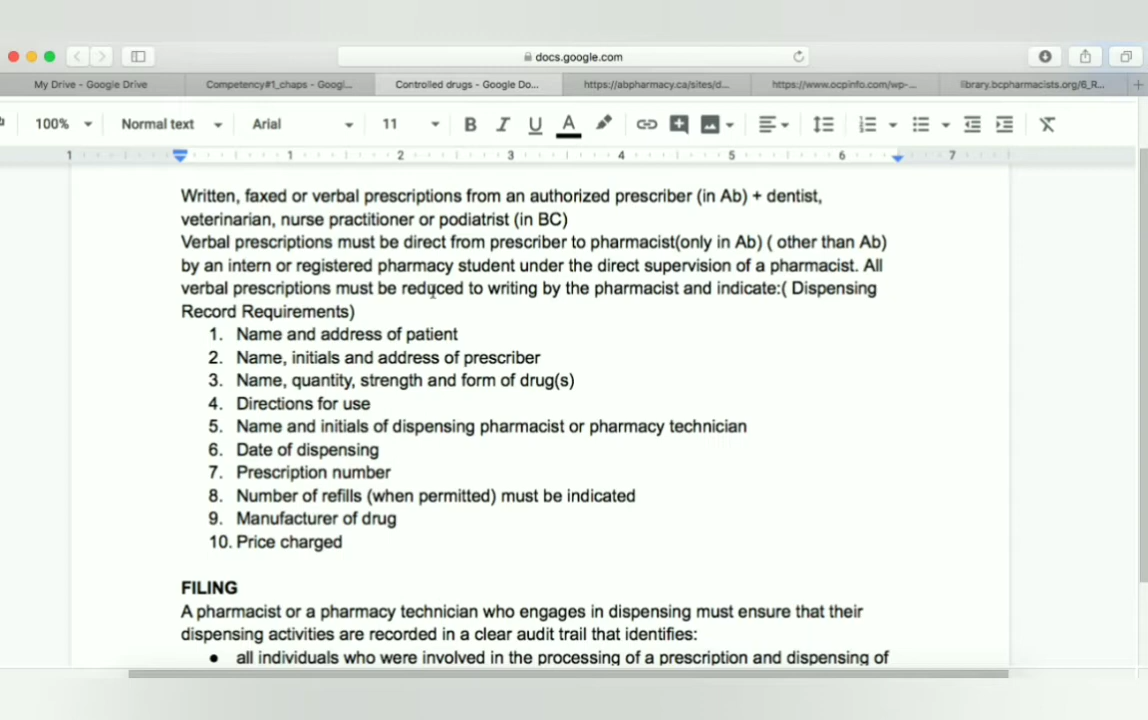 docs.google.com
My Drive - Google Drive
Competency#1_chaps - Googl...
Controlled drugs - Google Do...
https://abpharmacy.ca/sites/d...
https://www.ocpinfo.com/wp-...
library.bcpharmacists.org/6_R...
100%
Normal text
Arial
11
B I U A
1 1 2 3 4 5 6 7
Written, faxed or verbal prescriptions from an authorized prescriber (in Ab) + dentist,
veterinarian, nurse practitioner or podiatrist (in BC)
Verbal prescriptions must be direct from prescriber to pharmacist(only in Ab) ( other than Ab)
by an intern or registered pharmacy student under the direct supervision of a pharmacist. All
verbal prescriptions must be reduced to writing by the pharmacist and indicate:( Dispensing
Record Requirements)
1. Name and address of patient
2. Name, initials and address of prescriber
3. Name, quantity, strength and form of drug(s)
4. Directions for use
5. Name and initials of dispensing pharmacist or pharmacy technician
6. Date of dispensing
7. Prescription number
8. Number of refills (when permitted) must be indicated
9. Manufacturer of drug
10. Price charged
FILING
A pharmacist or a pharmacy technician who engages in dispensing must ensure that their
dispensing activities are recorded in a clear audit trail that identifies:
● all individuals who were involved in the processing of a prescription and dispensing of